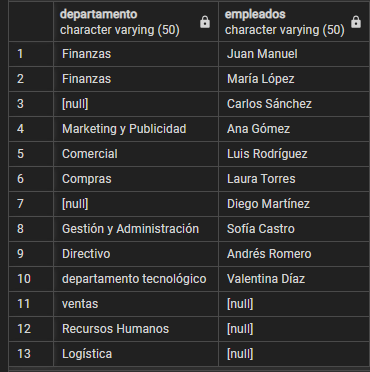 departamento empleados
character varying (50) character varying (50)
1 Finanzas Juan Manuel
2 Finanzas María López
3 [null] Carlos Sánchez
4 Marketing y Publicidad Ana Gómez
5 Comercial Luis Rodríguez
6 Compras Laura Torres
7 [null] Diego Martínez
8 Gestión y Administración Sofía Castro
9 Directivo Andrés Romero
10 departamento tecnológico Valentina Díaz
11 ventas [null]
12 Recursos Humanos [null]
13 Logística [null]